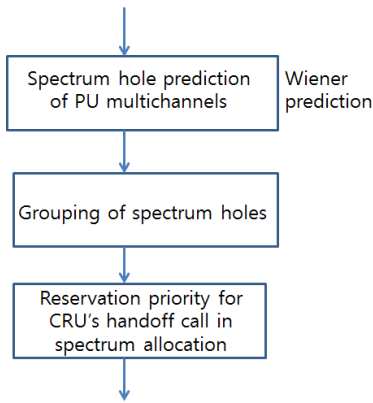 Spectrum hole prediction
of PU multichannels
Wiener
prediction
Grouping of spectrum holes
Reservation priority for
CRU's handoff call in
spectrum allocation